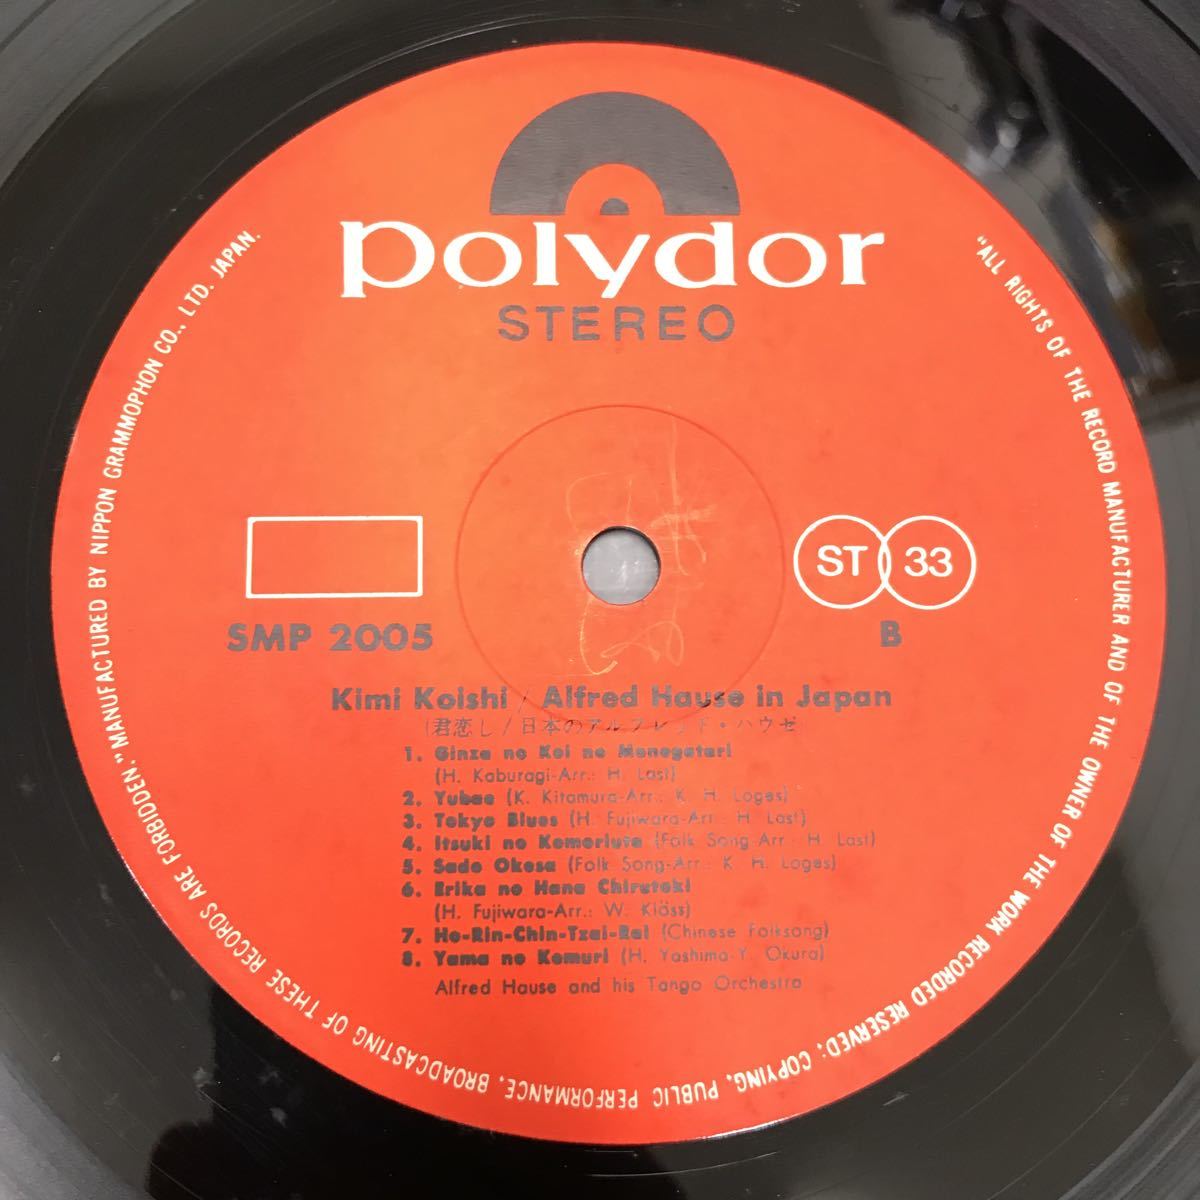 polydor
STEREO
ST 33
SMP 2005
B
Kimi Koishi / Alfred Hause in Japan
(君恋し/日本のアルフレッド・ハウゼ)
1. Ginza no Koi no Monogatari
(H. Kaburagi-Arr.: H. Last)
2. Yubae (K. Kitamura-Arr.: K. H. Loges)
3. Tokyo Blues (H. Fujiwara-Arr.: H. Last)
4. Itsuki no Komoriuta (Folk Song-Arr.: H. Last)
5. Sado Okesa (Folk Song-Arr.: K. H. Loges)
6. Erika no Hana Chirutoki
(H. Fujiwara-Arr.: W. Klöss)
7. Ho-Rin-Chin-Tzai-Rai (Chinese Folksong)
8. Yama no Kemuri (H. Yashima-Y. Okura)
Alfred Hause and his Tango Orchestra
"ALL RIGHTS OF THE RECORD MANUFACTURER AND OF THE OWNER OF THE WORK RECORDED RESERVED; COPYING, PUBLIC PERFORMANCE, BROADCASTING OF THESE RECORDS ARE FORBIDDEN." MANUFACTURED BY NIPPON GRAMMOPHON CO., LTD. JAPAN.